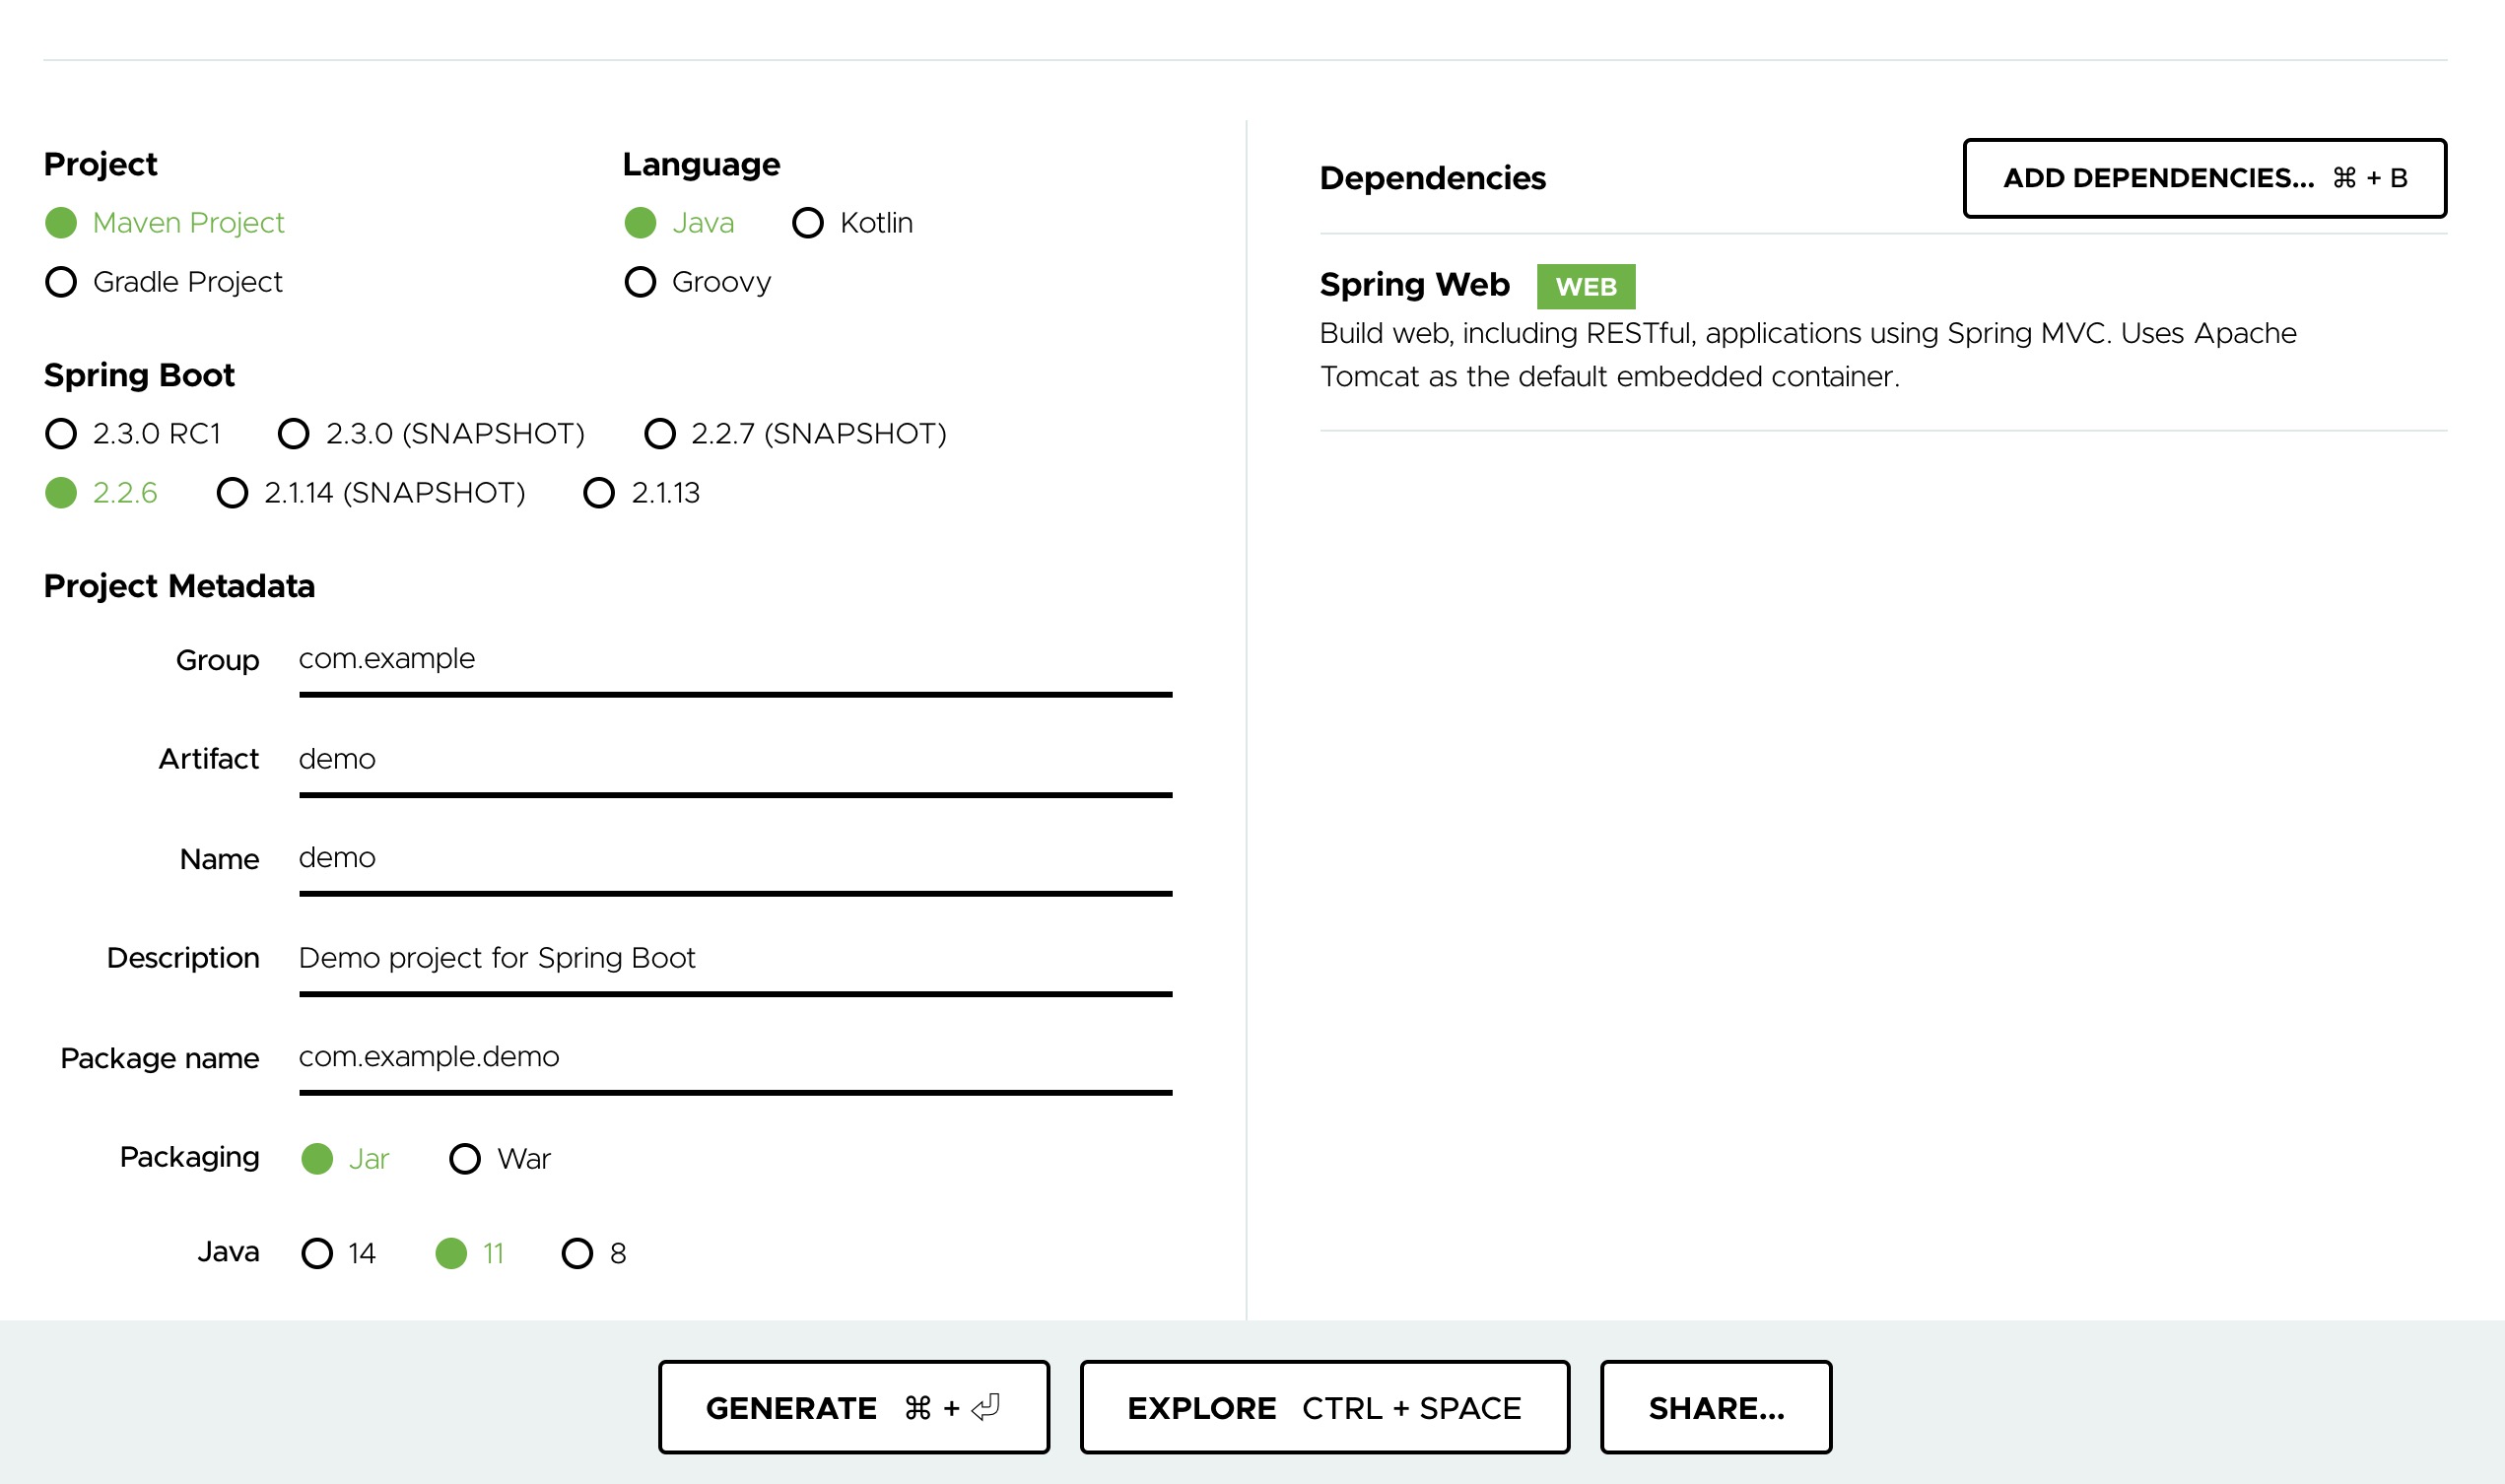 Project
Maven Project
Gradle Project
Language
Java Kotlin
Groovy
Spring Boot
2.3.0 RC1 2.3.0 (SNAPSHOT) 2.2.7 (SNAPSHOT)
2.2.6 2.1.14 (SNAPSHOT) 2.1.13
Project Metadata
Group com.example
Artifact demo
Name demo
Description Demo project for Spring Boot
Package name com.example.demo
Packaging Jar War
Java 14 11 8
Dependencies
ADD DEPENDENCIES... ⌘ + B
Spring Web WEB
Build web, including RESTful, applications using Spring MVC. Uses Apache
Tomcat as the default embedded container.
GENERATE ⌘ + ⏎
EXPLORE CTRL + SPACE
SHARE...